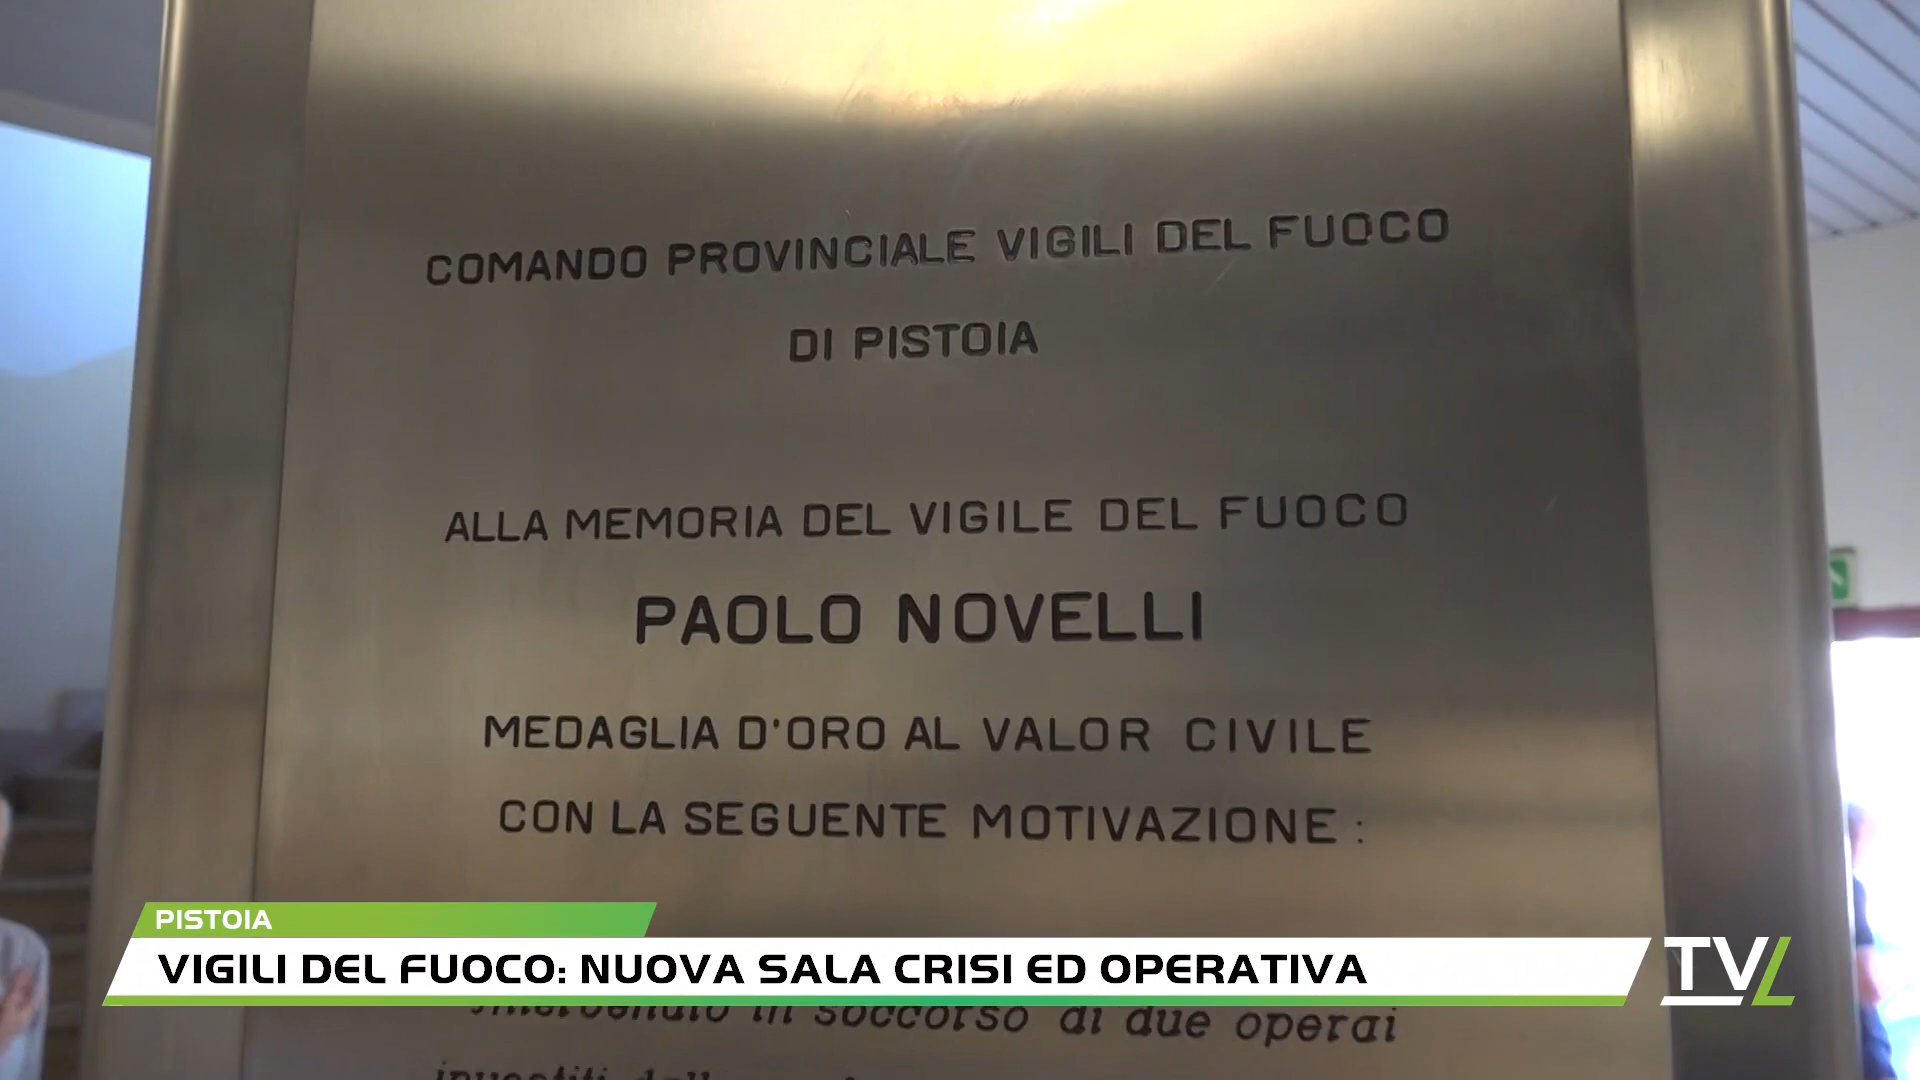 COMANDO PROVINCIALE VIGILI DEL FUOCO
DI PISTOIA
ALLA MEMORIA DEL VIGILE DEL FUOCO
PAOLO NOVELLI
MEDAGLIA D'ORO AL VALOR CIVILE
CON LA SEGUENTE MOTIVAZIONE :
PISTOIA
VIGILI DEL FUOCO: NUOVA SALA CRISI ED OPERATIVA
TVL
in soccorso di due operai